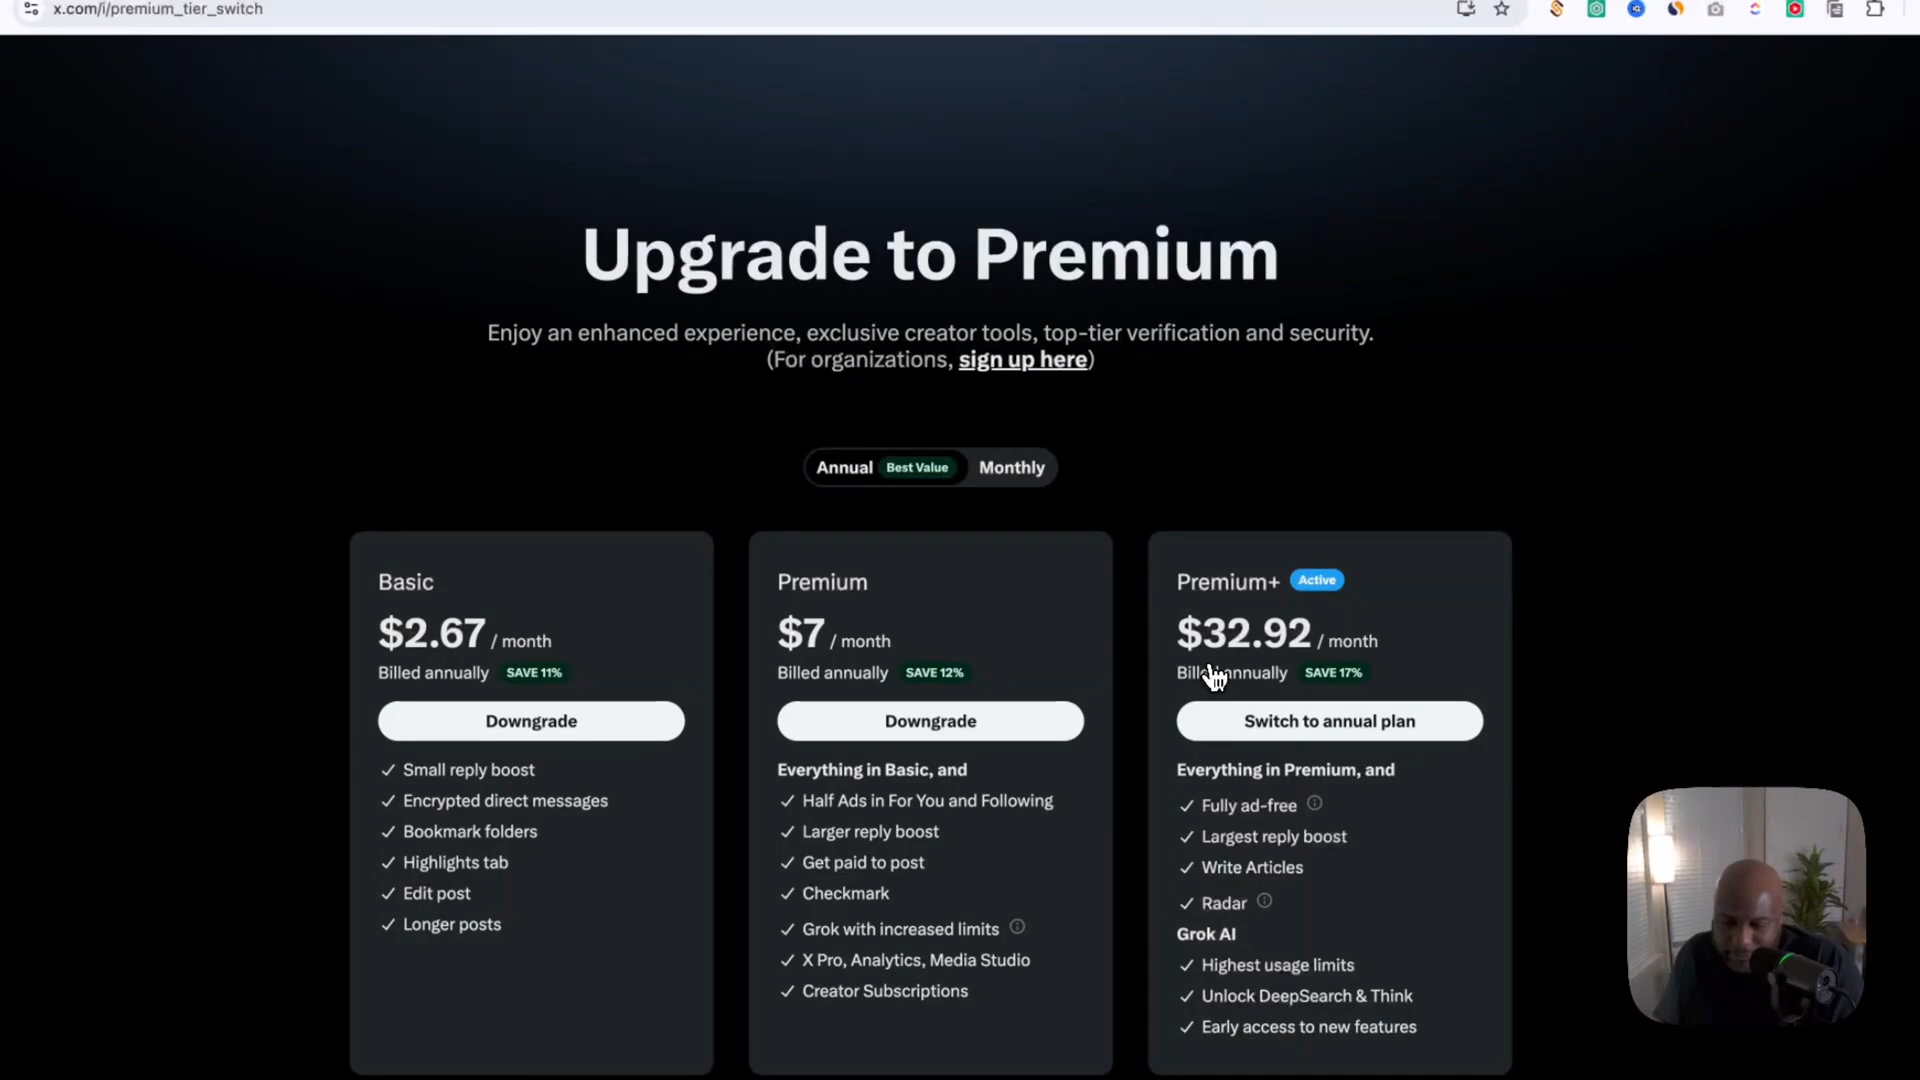 x.com/i/premium_tier_switch
Upgrade to Premium
Enjoy an enhanced experience, exclusive creator tools, top-tier verification and security.
(For organizations, sign up here)
Annual Best Value Monthly
Basic
$2.67 / month
Billed annually SAVE 11%
Downgrade
Small reply boost
Encrypted direct messages
Bookmark folders
Highlights tab
Edit post
Longer posts
Premium
$7 / month
Billed annually SAVE 12%
Downgrade
Everything in Basic, and
Half Ads in For You and Following
Larger reply boost
Get paid to post
Checkmark
Grok with increased limits
X Pro, Analytics, Media Studio
Creator Subscriptions
Premium+ Active
$32.92 / month
Billed annually SAVE 17%
Switch to annual plan
Everything in Premium, and
Fully ad-free
Largest reply boost
Write Articles
Radar
Grok AI
Highest usage limits
Unlock DeepSearch & Think
Early access to new features